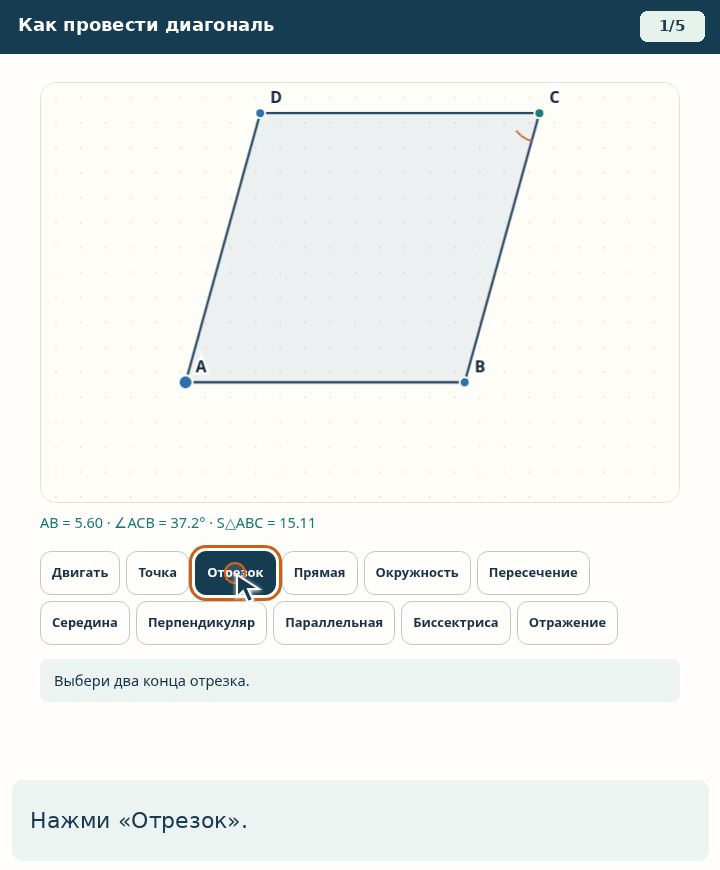 Как провести диагональ
1/5
D
C
A
B
AB = 5.60 · ∠ACB = 37.2° · S△ABC = 15.11
Двигать
Точка
Отрезок
Прямая
Окружность
Пересечение
Середина
Перпендикуляр
Параллельная
Биссектриса
Отражение
Выбери два конца отрезка.
Нажми «Отрезок».